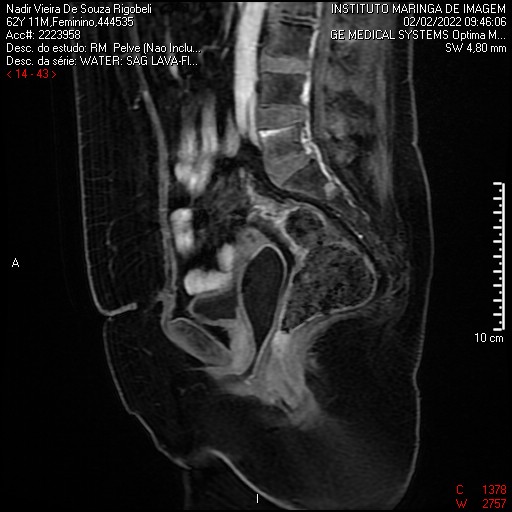 Nadir Vieira De Souza Rigobeli
62Y 11M,Feminino,444535
Acc#: 2223958
Desc. do estudo: RM Pelve (Nao Inclu...
Desc. da série: WATER: SAG LAVA-Fl...
< 14 - 43 >
INSTITUTO MARINGA DE IMAGEM
02/02/2022 09:46:06
GE MEDICAL SYSTEMS Optima M...
SW 4,80 mm
A
10 cm
I
C 1378
W 2757